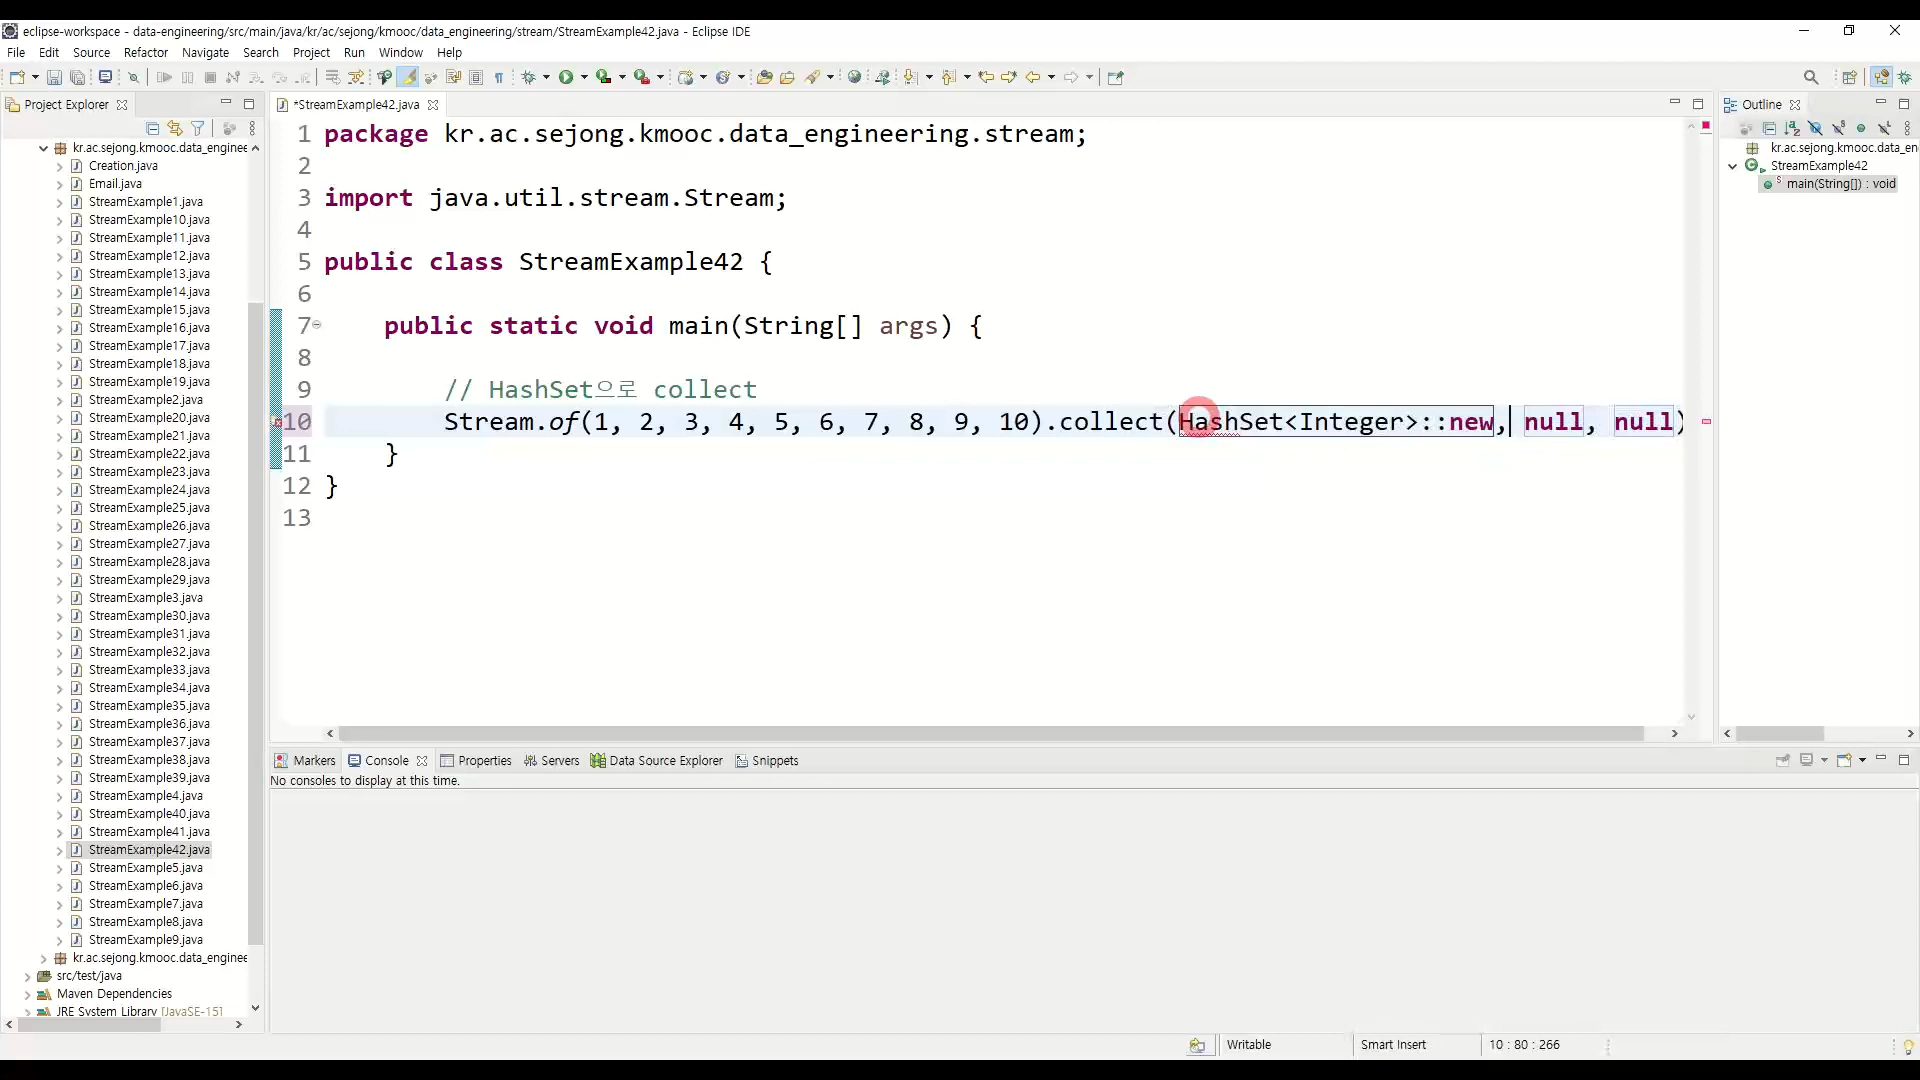 eclipse-workspace - data-engineering/src/main/java/kr/ac/sejong/kmooc/data_engineering/stream/StreamExample42.java - Eclipse IDE
File Edit Source Refactor Navigate Search Project Run Window Help
Project Explorer
kr.ac.sejong.kmooc.data_enginee
Creation.java
Email.java
StreamExample1.java
StreamExample10.java
StreamExample11.java
StreamExample12.java
StreamExample13.java
StreamExample14.java
StreamExample15.java
StreamExample16.java
StreamExample17.java
StreamExample18.java
StreamExample19.java
StreamExample2.java
StreamExample20.java
StreamExample21.java
StreamExample22.java
StreamExample23.java
StreamExample24.java
StreamExample25.java
StreamExample26.java
StreamExample27.java
StreamExample28.java
StreamExample29.java
StreamExample3.java
StreamExample30.java
StreamExample31.java
StreamExample32.java
StreamExample33.java
StreamExample34.java
StreamExample35.java
StreamExample36.java
StreamExample37.java
StreamExample38.java
StreamExample39.java
StreamExample4.java
StreamExample40.java
StreamExample41.java
StreamExample42.java
StreamExample5.java
StreamExample6.java
StreamExample7.java
StreamExample8.java
StreamExample9.java
kr.ac.sejong.kmooc.data_enginee
src/test/java
Maven Dependencies
JRE System Library [JavaSE-15]
*StreamExample42.java
1 package kr.ac.sejong.kmooc.data_engineering.stream;
2
3 import java.util.stream.Stream;
4
5 public class StreamExample42 {
6
7 public static void main(String[] args) {
8
9 // HashSet으로 collect
10 Stream.of(1, 2, 3, 4, 5, 6, 7, 8, 9, 10).collect(HashSet<Integer>::new, null, null)
11 }
12 }
13
Outline
kr.ac.sejong.kmooc.data_en
StreamExample42
main(String[]) : void
Markers Console Properties Servers Data Source Explorer Snippets
No consoles to display at this time.
Writable Smart Insert 10 : 80 : 266